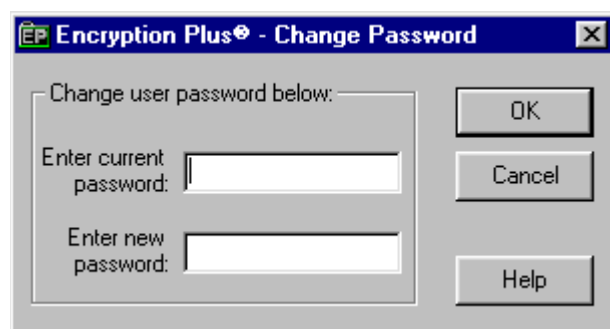 EP Encryption Plus® - Change Password
Change user password below:
OK
Enter current
password:
Cancel
Enter new
password:
Help